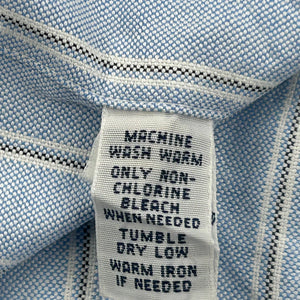 MACHINE
WASH WARM
ONLY NON-
CHLORINE
BLEACH
WHEN NEEDED
TUMBLE
DRY LOW
WARM IRON
IF NEEDED